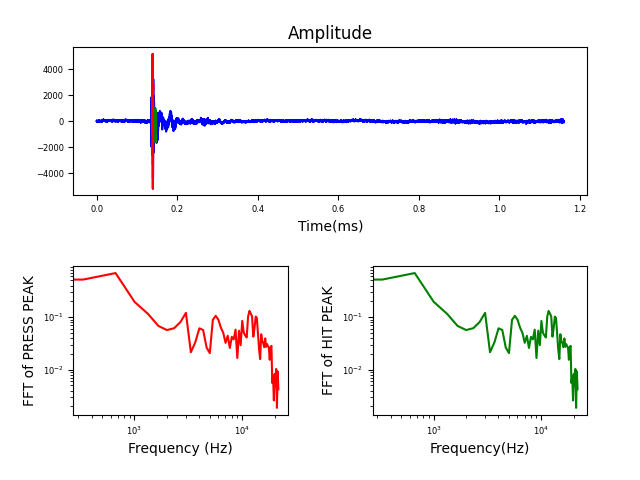 Amplitude
4000
2000
0
−2000
−4000
0.0 0.2 0.4 0.6 0.8 1.0 1.2
Time(ms)
FFT of PRESS PEAK
10⁻¹
10⁻²
10³ 10⁴
Frequency (Hz)
FFT of HIT PEAK
10⁻¹
10⁻²
10³ 10⁴
Frequency(Hz)